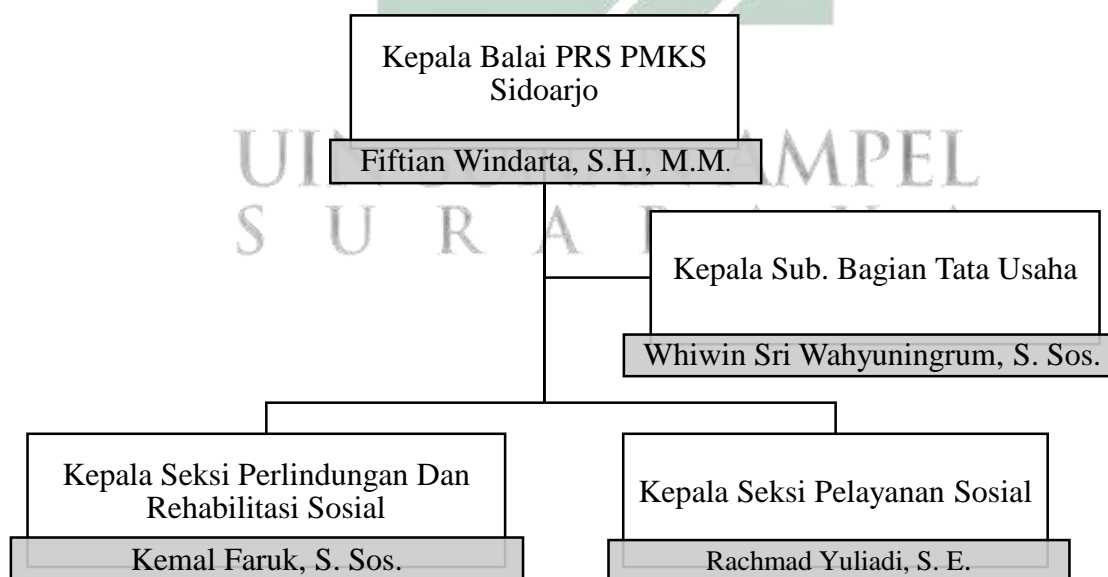 Kepala Balai PRS PMKS
Sidoarjo
Fiftian Windarta, S.H., M.M.
AMPEL
S U R A
Kepala Sub. Bagian Tata Usaha
Whiwin Sri Wahyuningrum, S. Sos.
Kepala Seksi Perlindungan Dan
Rehabilitasi Sosial
Kemal Faruk, S. Sos.
Kepala Seksi Pelayanan Sosial
Rachmad Yuliadi, S. E.